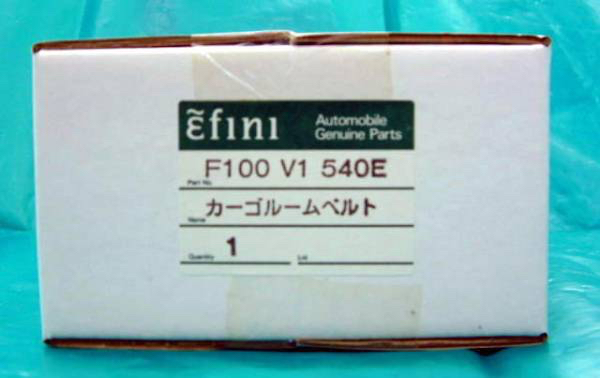 ɛ̃fini
Automobile
Genuine Parts
F100 V1 540E
Part No.
カーゴルームベルト
Name
1
Quantity
Lot